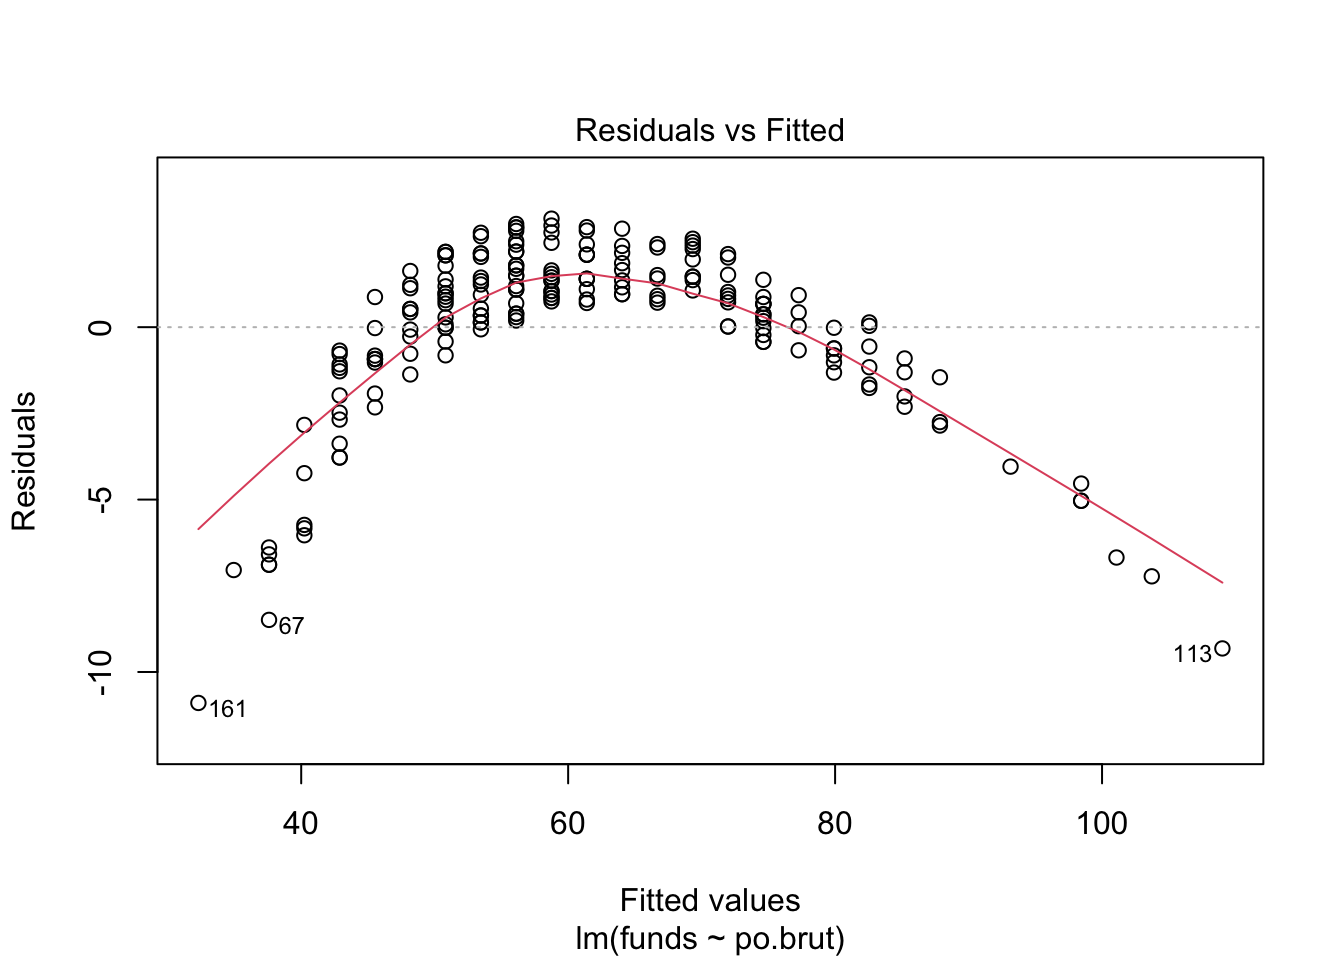 Residuals vs Fitted
Residuals
0
-5
-10
67
161
113
40 60 80 100
Fitted values
lm(funds ~ po.brut)